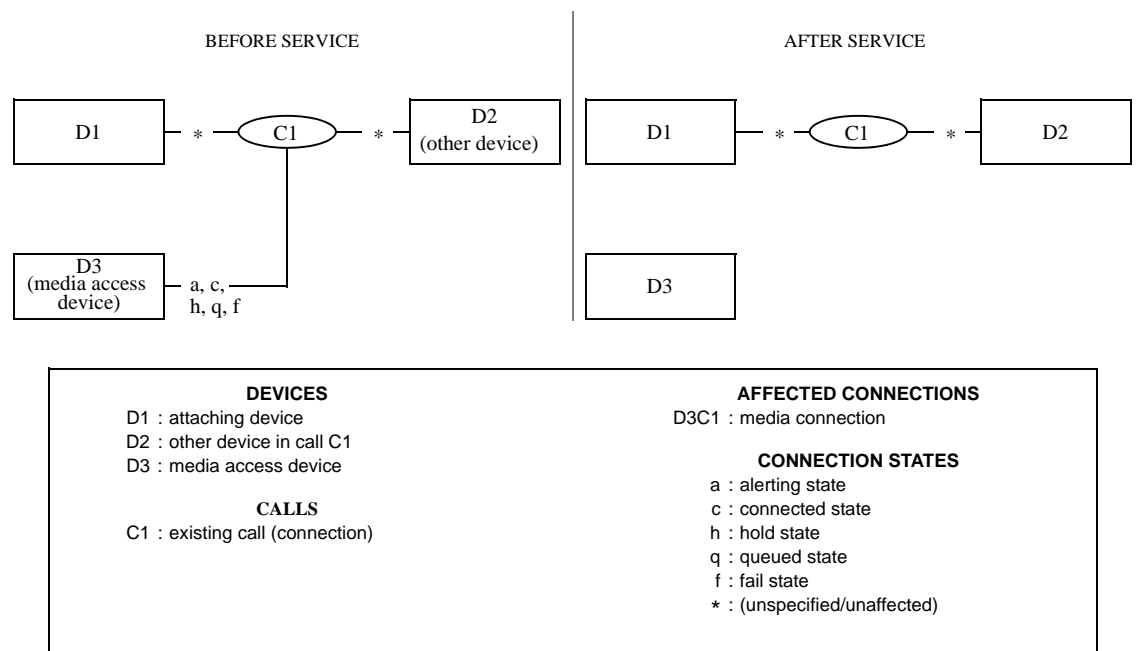 BEFORE SERVICE
AFTER SERVICE
D1 * C1 * D2
(other device)
D1 * C1 * D2
D3
(media access
device)
a, c,
h, q, f
D3
DEVICES
D1 : attaching device
D2 : other device in call C1
D3 : media access device
CALLS
C1 : existing call (connection)
AFFECTED CONNECTIONS
D3C1 : media connection
CONNECTION STATES
a : alerting state
c : connected state
h : hold state
q : queued state
f : fail state
* : (unspecified/unaffected)